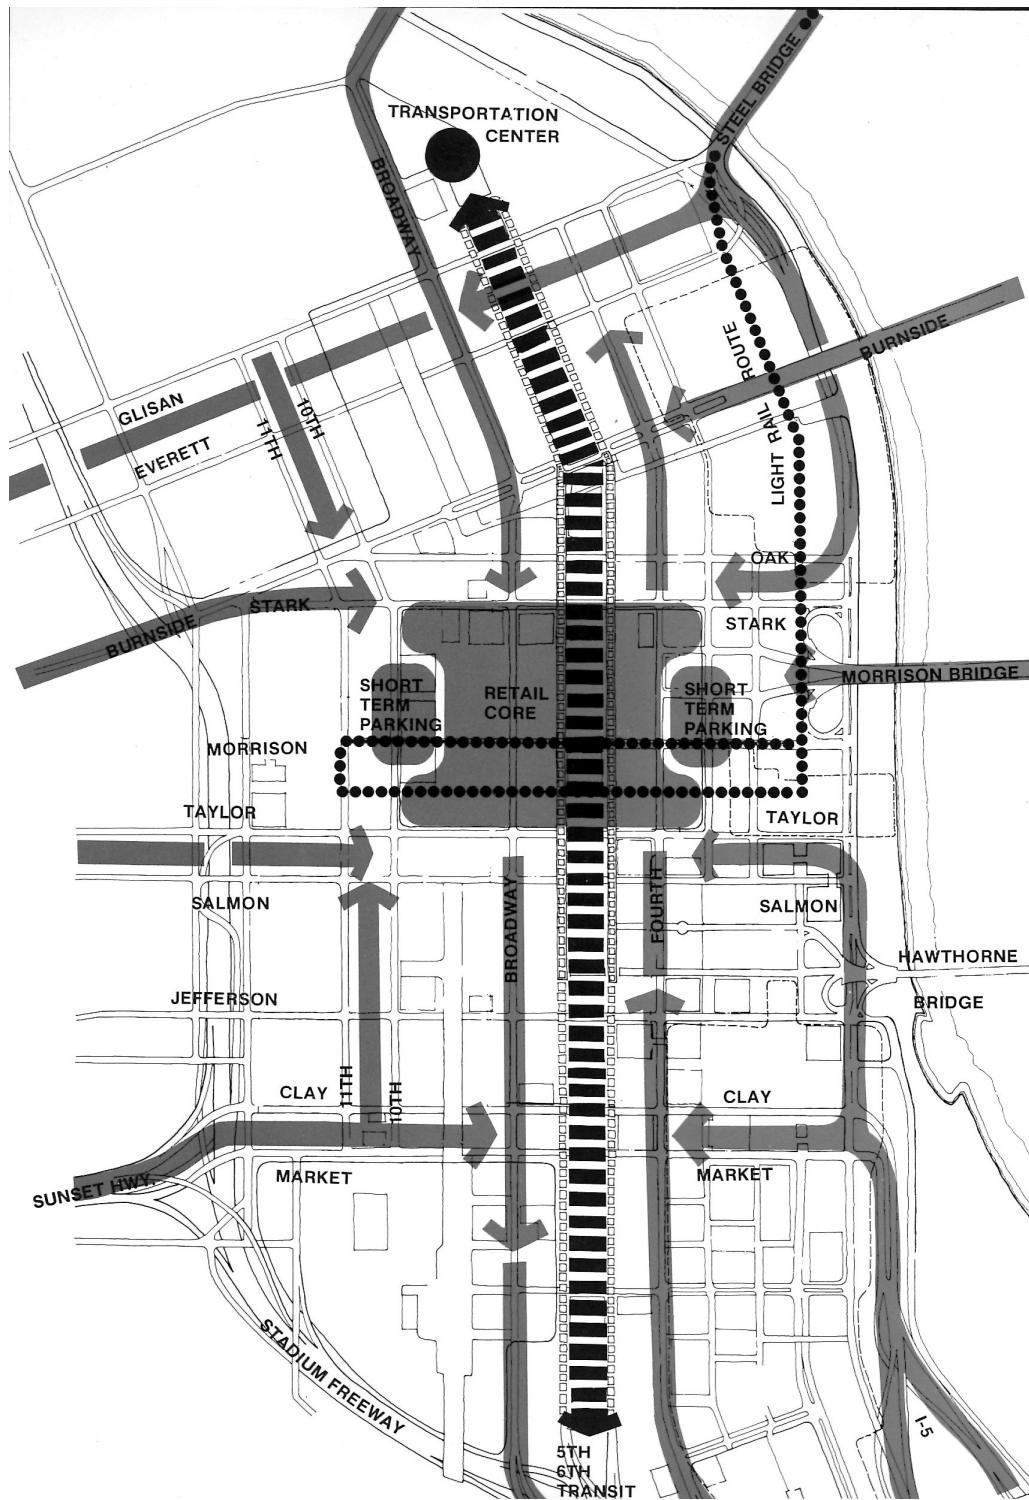 STEEL BRIDGE
TRANSPORTATION
CENTER
BROADWAY
BURNSIDE
LIGHT RAIL ROUTE
GLISAN
10TH
11TH
EVERETT
OAK
STARK
BURNSIDE
STARK
MORRISON BRIDGE
SHORT
TERM
PARKING
RETAIL
CORE
SHORT
TERM
PARKING
MORRISON
TAYLOR
TAYLOR
SALMON
BROADWAY
FOURTH
SALMON
HAWTHORNE
BRIDGE
JEFFERSON
CLAY
11TH
10TH
CLAY
SUNSET HWY.
MARKET
MARKET
STADIUM FREEWAY
I-5
5TH
6TH
TRANSIT